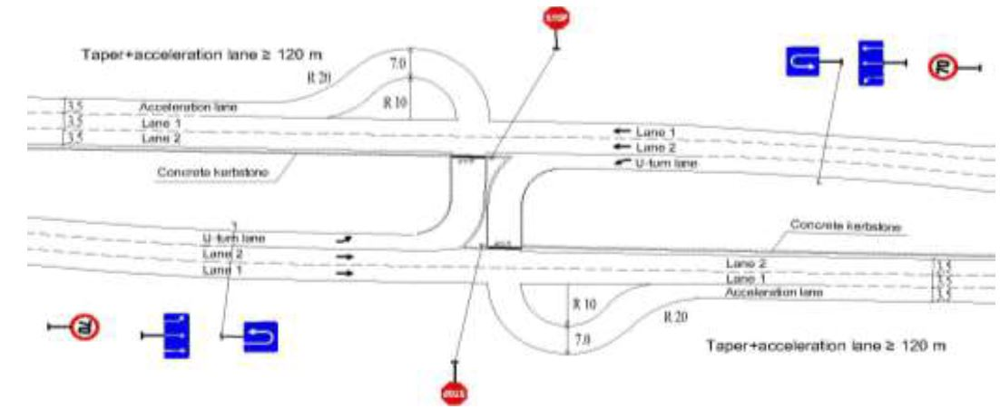 STOP
Taper+acceleration lane ≥ 120 m
7.0
R 20
R 10
70
3.5
Acceleration lane
3.5
Lane 1
3.5
Lane 2
Lane 1
Lane 2
U-turn lane
Concrete kerbstone
Concrete kerbstone
U-turn lane
Lane 2
Lane 1
Lane 2
3.5
Lane 1
3.5
Acceleration lane
3.5
R 10
R 20
70
7.0
Taper+acceleration lane ≥ 120 m
STOP